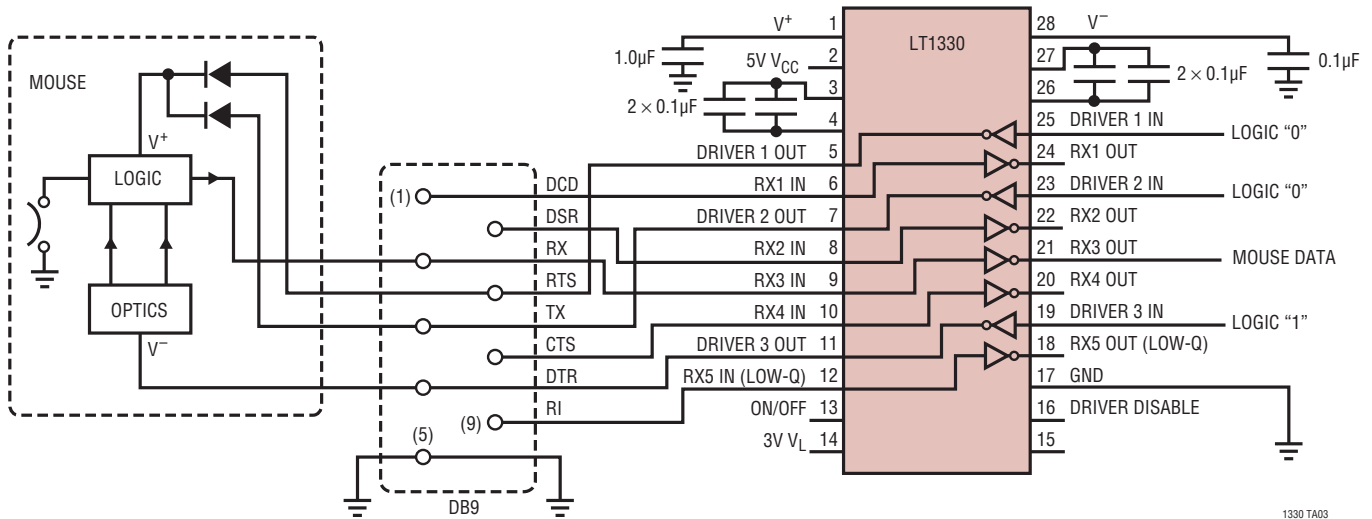 MOUSE
V+
LOGIC
OPTICS
V−
(1)
DCD
DSR
RX
RTS
TX
CTS
DTR
(9)
RI
(5)
DB9
LT1330
V+
1
1.0µF
5V VCC
2
3
2 × 0.1µF
4
DRIVER 1 OUT
5
RX1 IN
6
DRIVER 2 OUT
7
RX2 IN
8
RX3 IN
9
RX4 IN
10
DRIVER 3 OUT
11
RX5 IN (LOW-Q)
12
ON/OFF
13
3V VL
14
28
V−
0.1µF
27
2 × 0.1µF
26
25
DRIVER 1 IN
LOGIC “0”
24
RX1 OUT
23
DRIVER 2 IN
LOGIC “0”
22
RX2 OUT
21
RX3 OUT
MOUSE DATA
20
RX4 OUT
19
DRIVER 3 IN
LOGIC “1”
18
RX5 OUT (LOW-Q)
17
GND
16
DRIVER DISABLE
15
1330 TA03